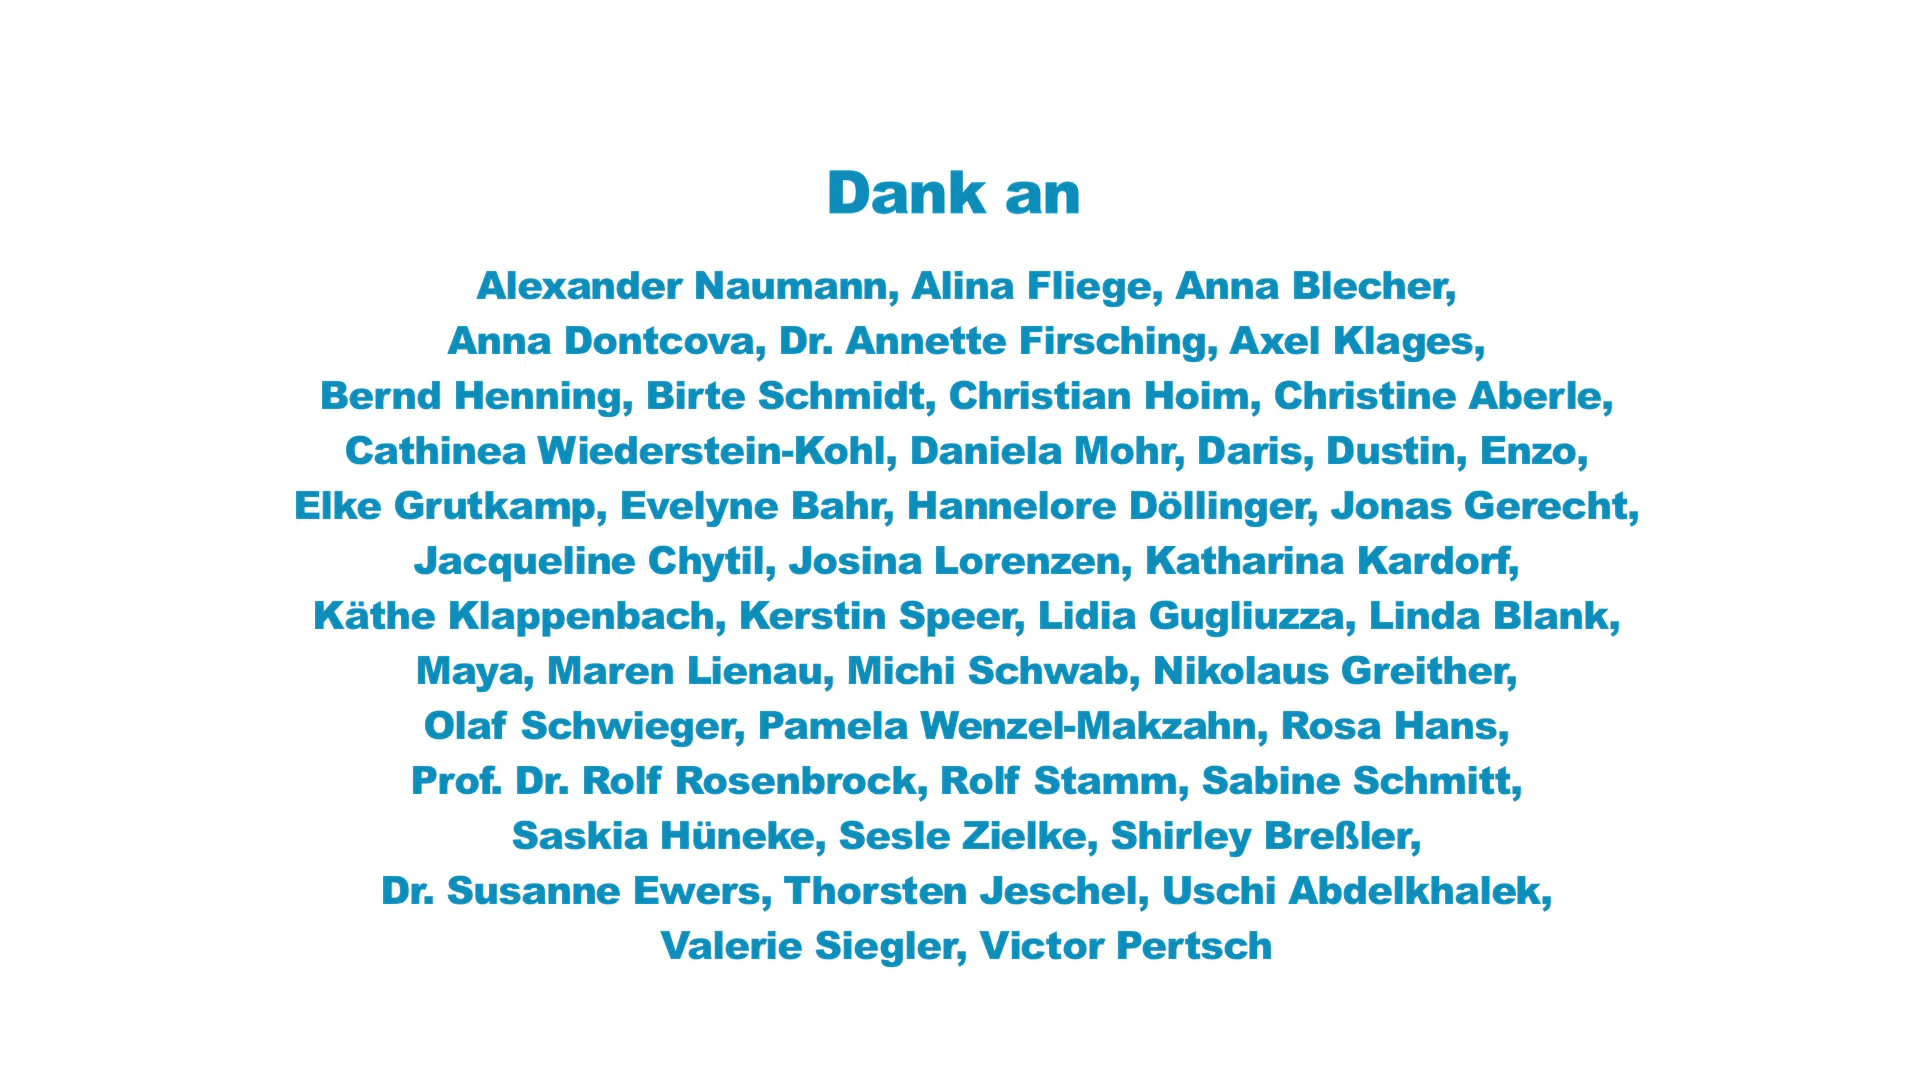 Dank an
Alexander Naumann, Alina Fliege, Anna Blecher,
Anna Dontcova, Dr. Annette Firsching, Axel Klages,
Bernd Henning, Birte Schmidt, Christian Hoim, Christine Aberle,
Cathinea Wiederstein-Kohl, Daniela Mohr, Daris, Dustin, Enzo,
Elke Grutkamp, Evelyne Bahr, Hannelore Döllinger, Jonas Gerecht,
Jacqueline Chytil, Josina Lorenzen, Katharina Kardorf,
Käthe Klappenbach, Kerstin Speer, Lidia Gugliuzza, Linda Blank,
Maya, Maren Lienau, Michi Schwab, Nikolaus Greither,
Olaf Schwieger, Pamela Wenzel-Makzahn, Rosa Hans,
Prof. Dr. Rolf Rosenbrock, Rolf Stamm, Sabine Schmitt,
Saskia Hüneke, Sesle Zielke, Shirley Breßler,
Dr. Susanne Ewers, Thorsten Jeschel, Uschi Abdelkhalek,
Valerie Siegler, Victor Pertsch